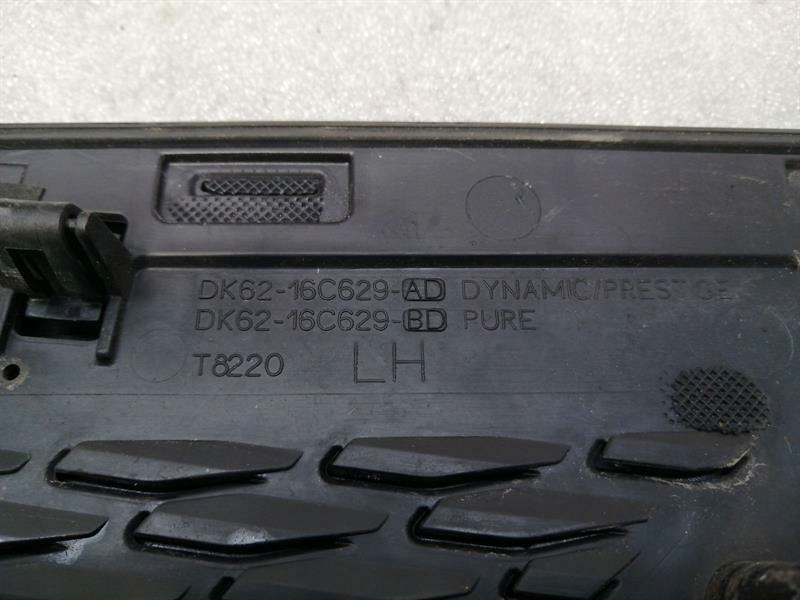 DK62-16C629-AD DYNAMIC/PRESTIGE
DK62-16C629-BD PURE
T8220 LH